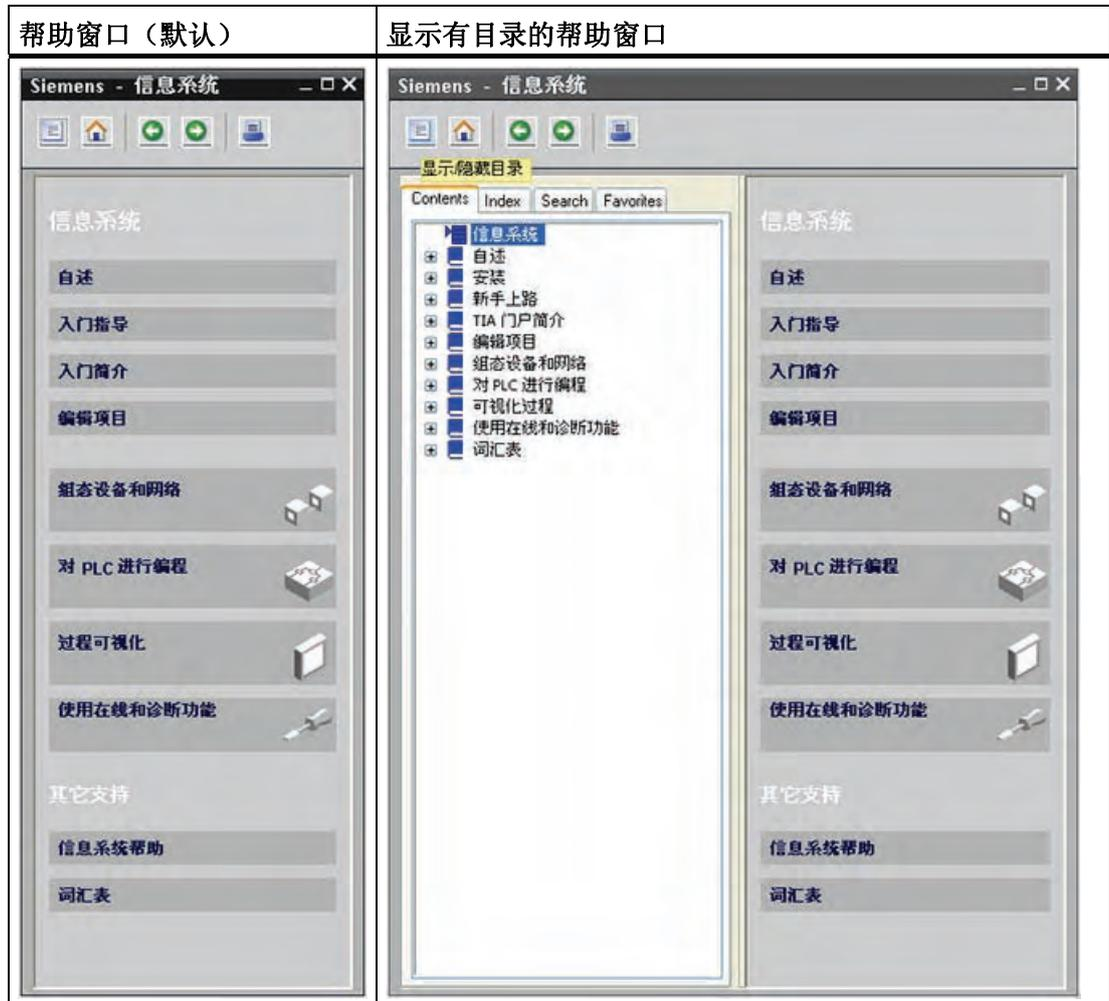 帮助窗口（默认）
显示有目录的帮助窗口
Siemens - 信息系统
信息系统
自述
入门指导
入门简介
编辑项目
组态设备和网络
对 PLC 进行编程
过程可视化
使用在线和诊断功能
其它支持
信息系统帮助
词汇表
Siemens - 信息系统
显示/隐藏目录
Contents Index Search Favorites
信息系统
自述
安装
新手上路
TIA 门户简介
编辑项目
组态设备和网络
对 PLC 进行编程
可视化过程
使用在线和诊断功能
词汇表
信息系统
自述
入门指导
入门简介
编辑项目
组态设备和网络
对 PLC 进行编程
过程可视化
使用在线和诊断功能
其它支持
信息系统帮助
词汇表